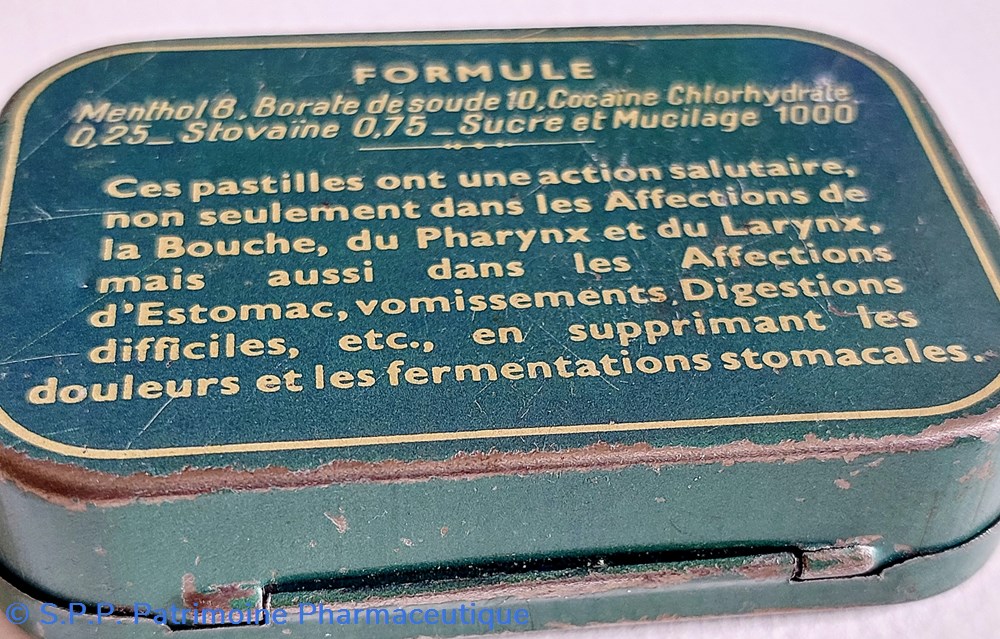 FORMULE
Menthol 8, Borate de soude 10, Cocaïne Chlorhydrate
0,25 _ Stovaïne 0,75 _ Sucre et Mucilage 1000
Ces pastilles ont une action salutaire,
non seulement dans les Affections de
la Bouche, du Pharynx et du Larynx,
mais aussi dans les Affections
d'Estomac, vomissements, Digestions
difficiles, etc., en supprimant les
douleurs et les fermentations stomacales.
© S.P.P. Patrimoine Pharmaceutique